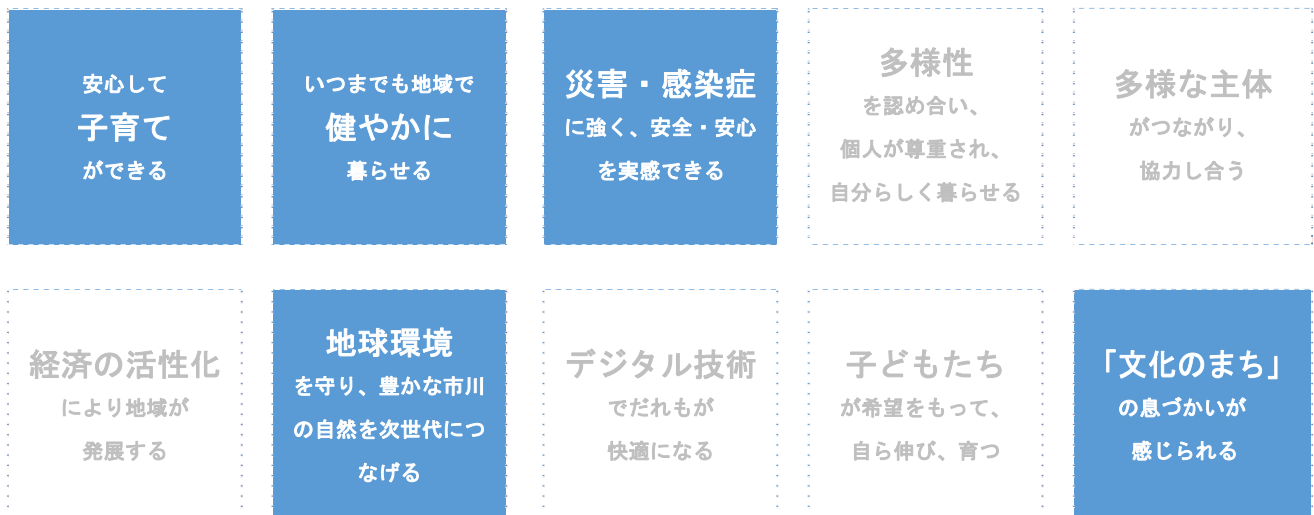 安心して
子育て
ができる
いつまでも地域で
健やかに
暮らせる
災害・感染症
に強く、安全・安心
を実感できる
多様性
を認め合い、
個人が尊重され、
自分らしく暮らせる
多様な主体
がつながり、
協力し合う
経済の活性化
により地域が
発展する
地球環境
を守り、豊かな市川
の自然を次世代につ
なげる
デジタル技術
でだれもが
快適になる
子どもたち
が希望をもって、
自ら伸び、育つ
「文化のまち」
の息づかいが
感じられる